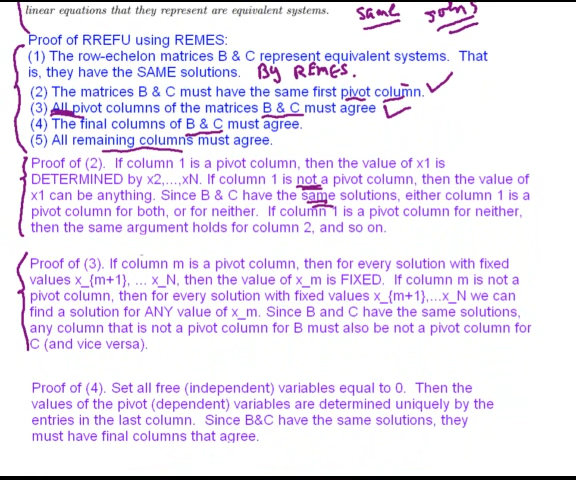 linear equations that they represent are equivalent systems.
same solns
Proof of RREFU using REMES:
(1) The row-echelon matrices B & C represent equivalent systems. That
is, they have the SAME solutions. By REMES.
(2) The matrices B & C must have the same first pivot column.
(3) All pivot columns of the matrices B & C must agree
(4) The final columns of B & C must agree.
(5) All remaining columns must agree.
Proof of (2). If column 1 is a pivot column, then the value of x1 is
DETERMINED by x2,...,xN. If column 1 is not a pivot column, then the value of
x1 can be anything. Since B & C have the same solutions, either column 1 is a
pivot column for both, or for neither. If column 1 is a pivot column for neither,
then the same argument holds for column 2, and so on.
Proof of (3). If column m is a pivot column, then for every solution with fixed
values x_{m+1}, ... x_N, then the value of x_m is FIXED. If column m is not a
pivot column, then for every solution with fixed values x_{m+1},...x_N we can
find a solution for ANY value of x_m. Since B and C have the same solutions,
any column that is not a pivot column for B must also be not a pivot column for
C (and vice versa).
Proof of (4). Set all free (independent) variables equal to 0. Then the
values of the pivot (dependent) variables are determined uniquely by the
entries in the last column. Since B&C have the same solutions, they
must have final columns that agree.